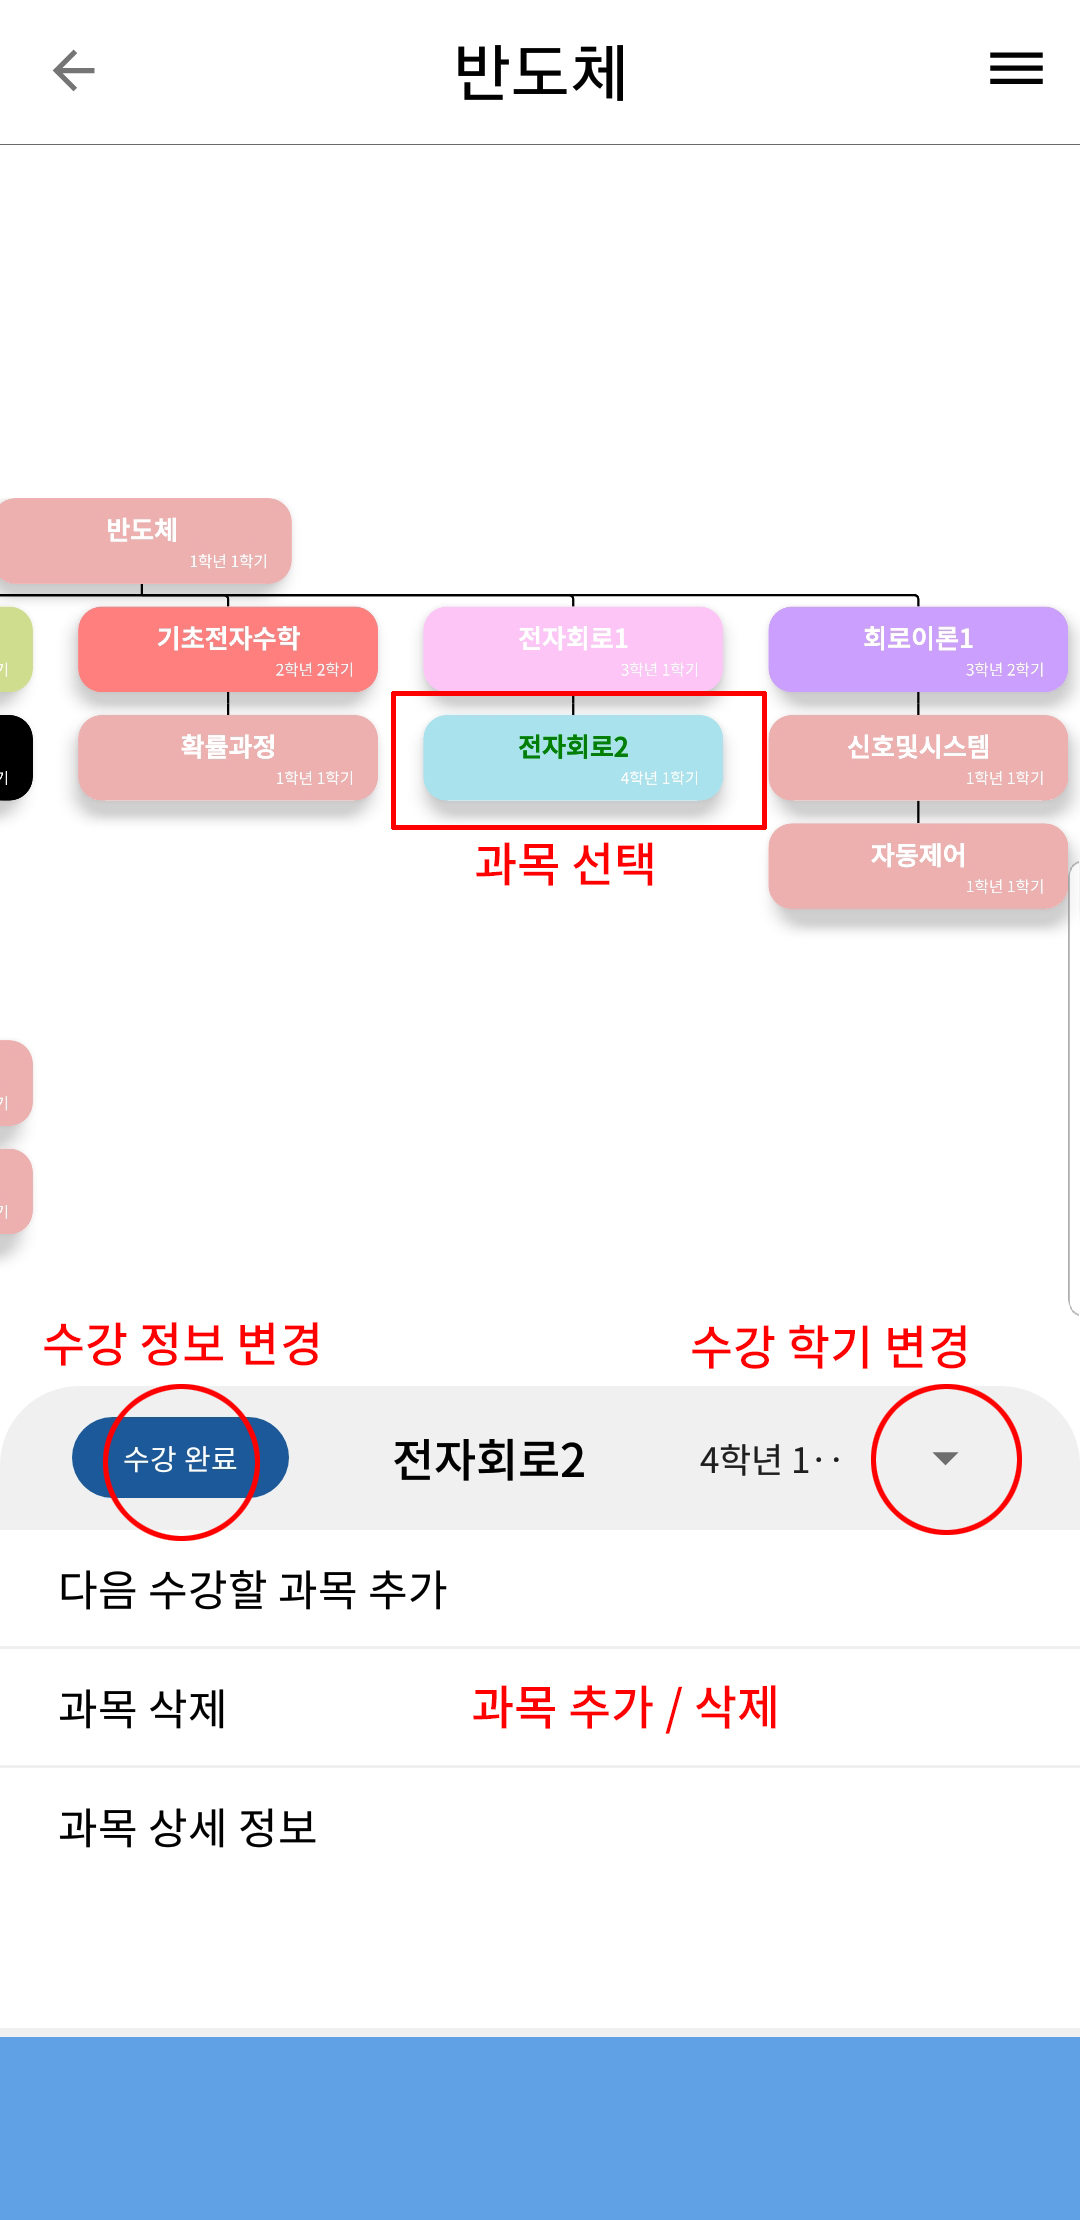 반도체
반도체
1학년 1학기
기
기초전자수학
2학년 2학기
전자회로1
3학년 1학기
회로이론1
3학년 2학기
기
확률과정
1학년 1학기
전자회로2
4학년 1학기
신호및시스템
1학년 1학기
과목 선택
자동제어
1학년 1학기
기
기
수강 정보 변경
수강 학기 변경
수강 완료
전자회로2
4학년 1··
다음 수강할 과목 추가
과목 삭제
과목 추가 / 삭제
과목 상세 정보